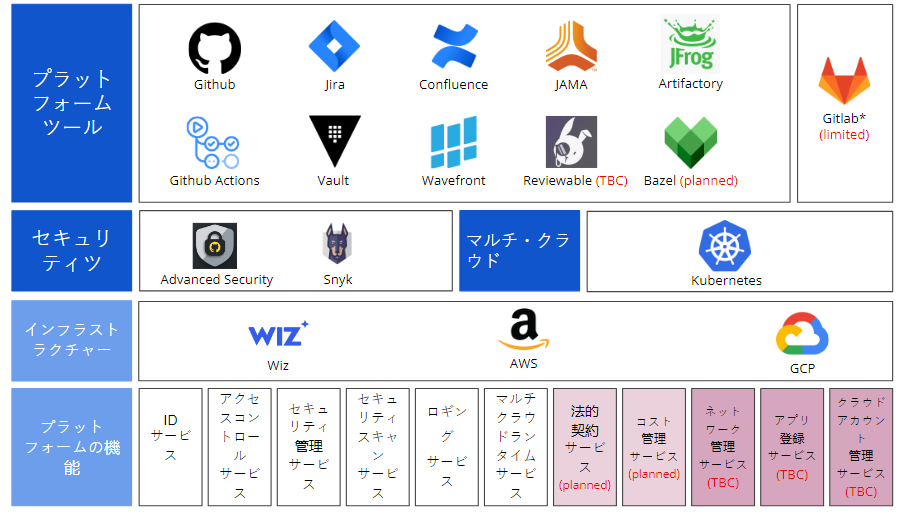 プラット
フォーム
ツール
Github
Jira
Confluence
JAMA
JFrog
Artifactory
Github Actions
Vault
Wavefront
Reviewable (TBC)
Bazel (planned)
Gitlab*
(limited)
セキュリ
ティツ
Advanced Security
Snyk
マルチ・クラ
ウド
Kubernetes
インフラスト
ラクチャー
WIZ
Wiz
a
AWS
GCP
プラット
フォームの機
能
ID
サービ
ス
アクセ
スコント
ロール
サービス
セキュ
リティ
管理
サービ
ス
セキュ
リティ
スキャン
サービ
ス
ロギン
グ
サービス
マルチ
クラウドラン
タイムサー
ビス
法的
契約
サービ
ス
(planned)
コスト
管理
サービス
(planned)
ネット
ワーク
管理
サービス
(TBC)
アプリ
登録
サービス
(TBC)
クラウド
アカウン
ト
管理
サービス
(TBC)